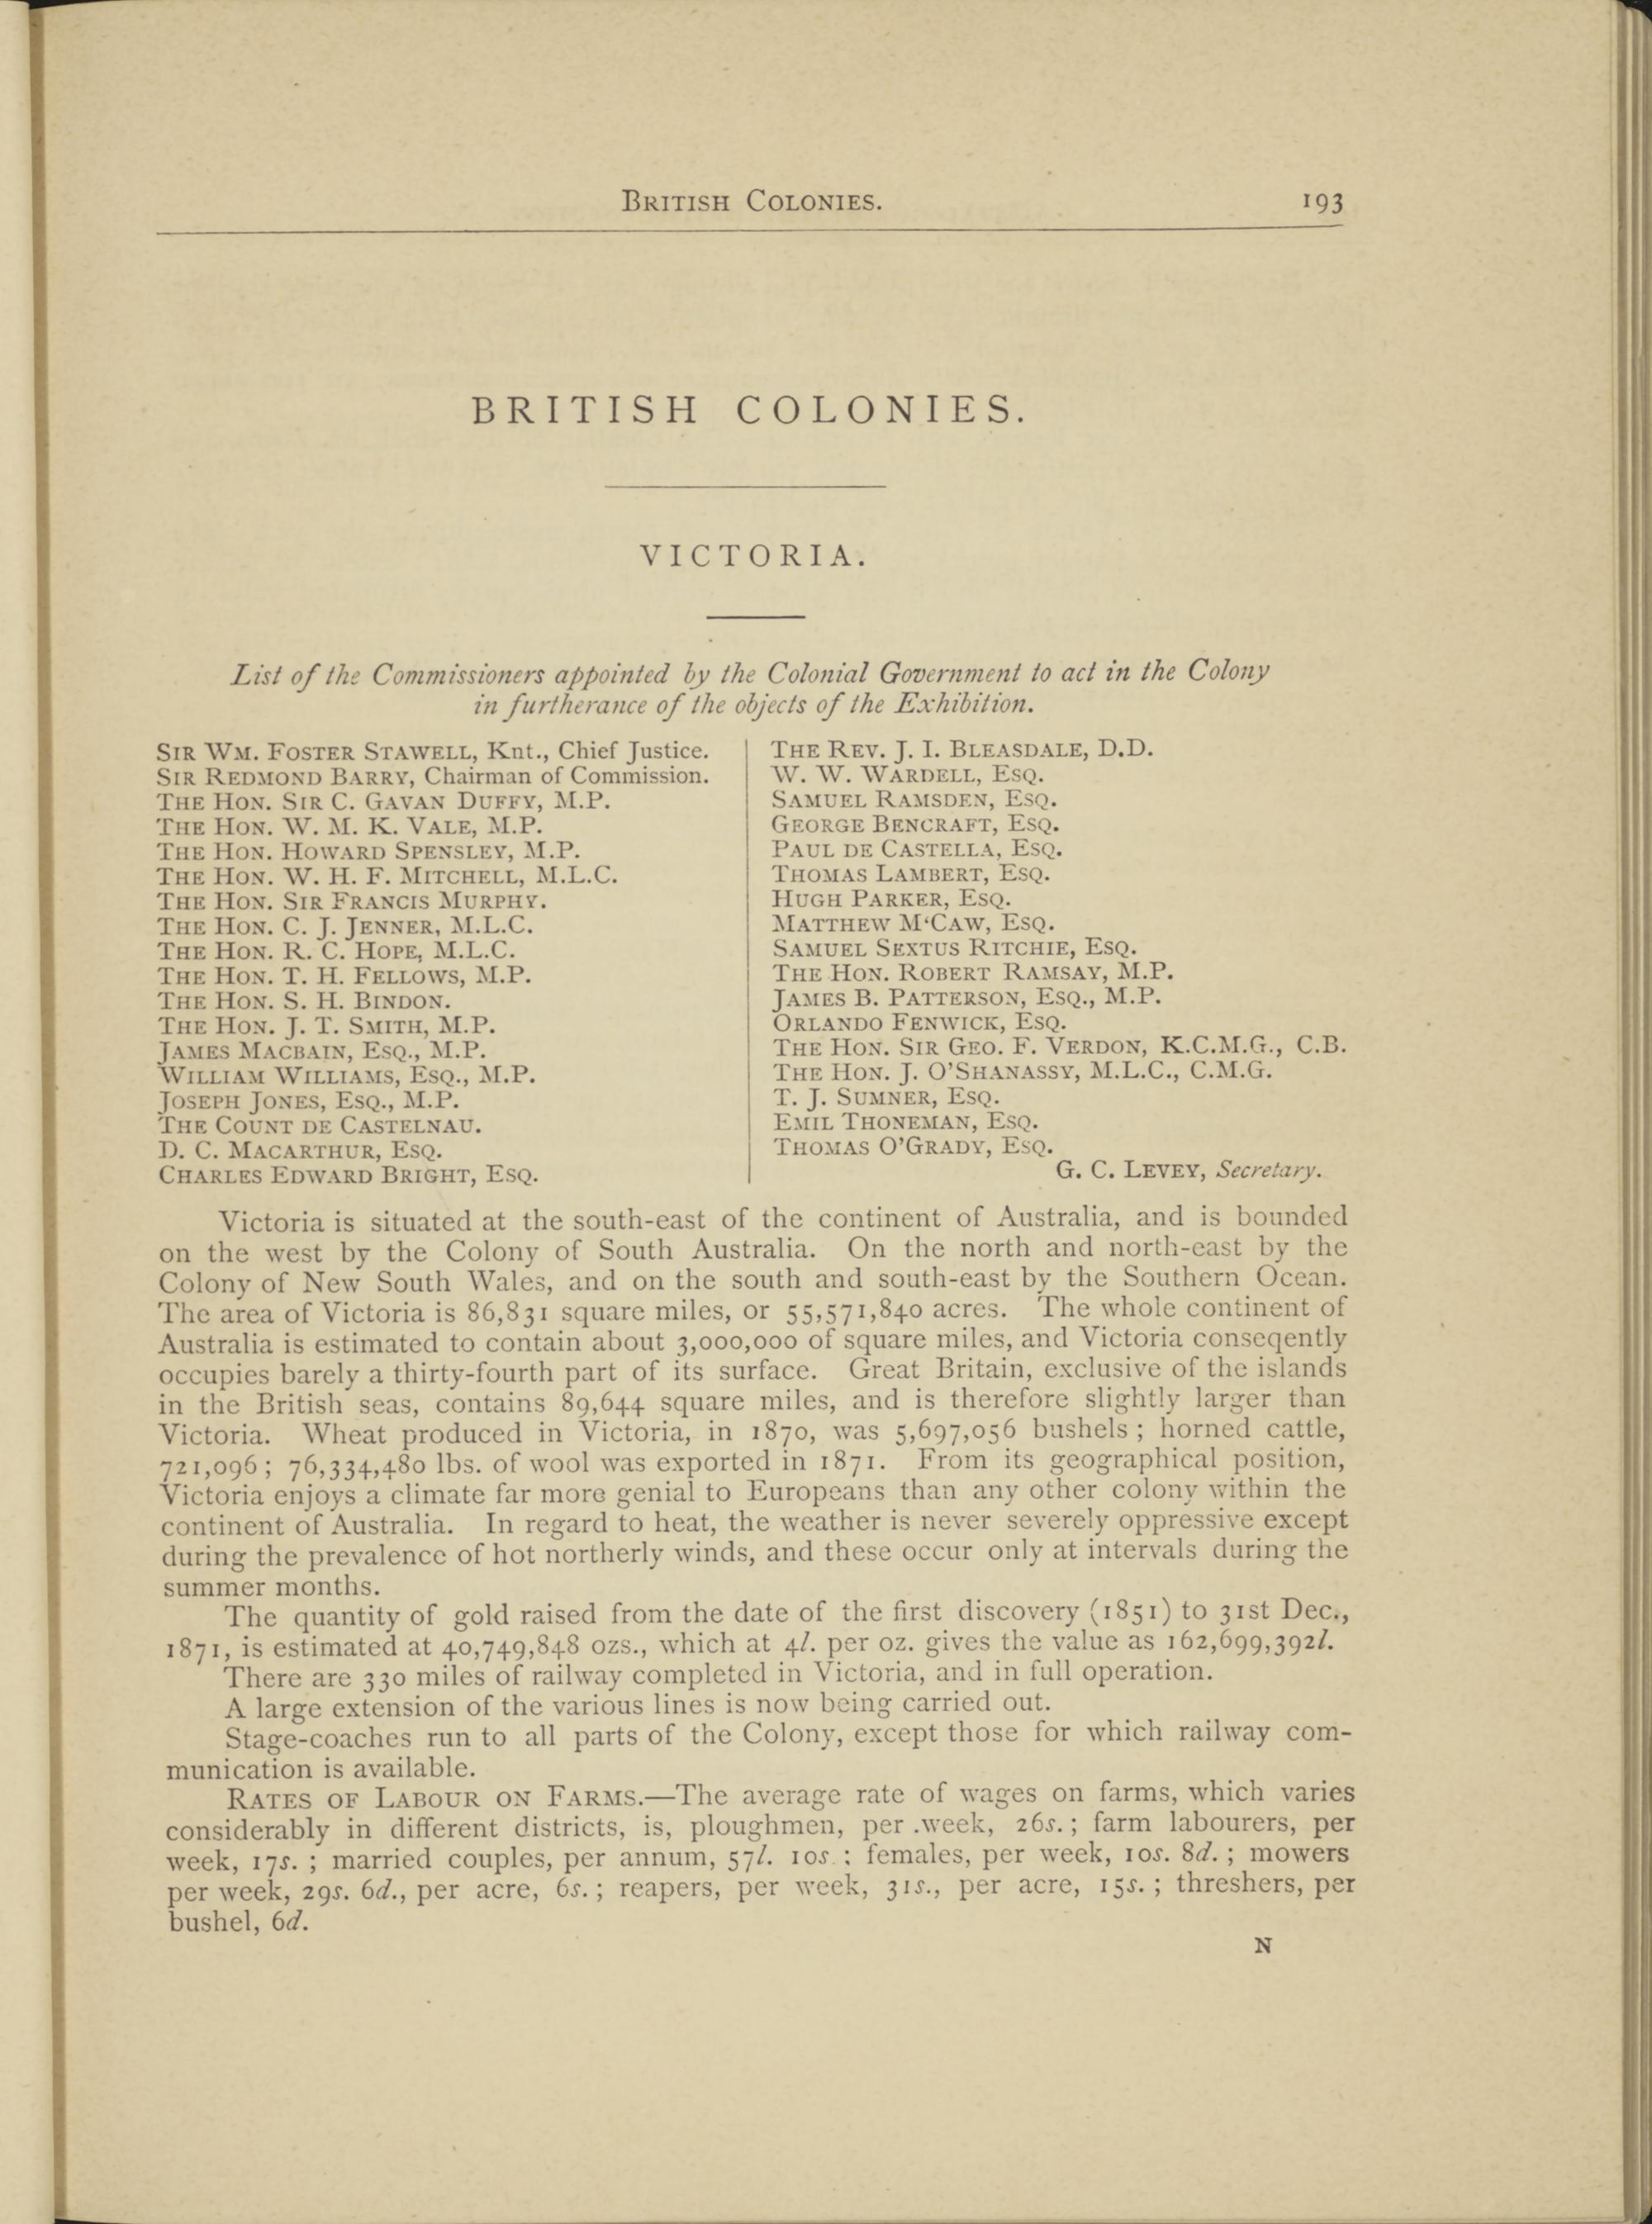 BRITISH COLONIES. 193
BRITISH COLONIES.
VICTORIA.
List of the Commissioners appointed by the Colonial Government to act in the Colony
in furtherance of the objects of the Exhibition.
SIR WM. FOSTER STAWELL, Knt., Chief Justice.
SIR REDMOND BARRY, Chairman of Commission.
THE HON. SIR C. GAVAN DUFFY, M.P.
THE HON. W. M. K. VALE, M.P.
THE HON. HOWARD SPENSLEY, M.P.
THE HON. W. H. F. MITCHELL, M.L.C.
THE HON. SIR FRANCIS MURPHY.
THE HON. C. J. JENNER, M.L.C.
THE HON. R. C. HOPE, M.L.C.
THE HON. T. H. FELLOWS, M.P.
THE HON. S. H. BINDON.
THE HON. J. T. SMITH, M.P.
JAMES MACBAIN, ESQ., M.P.
WILLIAM WILLIAMS, ESQ., M.P.
JOSEPH JONES, ESQ., M.P.
THE COUNT DE CASTELNAU.
D. C. MACARTHUR, ESQ.
CHARLES EDWARD BRIGHT, ESQ.
THE REV. J. I. BLEASDALE, D.D.
W. W. WARDELL, ESQ.
SAMUEL RAMSDEN, ESQ.
GEORGE BENCRAFT, ESQ.
PAUL DE CASTELLA, ESQ.
THOMAS LAMBERT, ESQ.
HUGH PARKER, ESQ.
MATTHEW M‘CAW, ESQ.
SAMUEL SEXTUS RITCHIE, ESQ.
THE HON. ROBERT RAMSAY, M.P.
JAMES B. PATTERSON, ESQ., M.P.
ORLANDO FENWICK, ESQ.
THE HON. SIR GEO. F. VERDON, K.C.M.G., C.B.
THE HON. J. O’SHANASSY, M.L.C., C.M.G.
T. J. SUMNER, ESQ.
EMIL THONEMAN, ESQ.
THOMAS O’GRADY, ESQ.
G. C. LEVEY, Secretary.
Victoria is situated at the south-east of the continent of Australia, and is bounded
on the west by the Colony of South Australia. On the north and north-east by the
Colony of New South Wales, and on the south and south-east by the Southern Ocean.
The area of Victoria is 86,831 square miles, or 55,571,840 acres. The whole continent of
Australia is estimated to contain about 3,000,000 of square miles, and Victoria conseqently
occupies barely a thirty-fourth part of its surface. Great Britain, exclusive of the islands
in the British seas, contains 89,644 square miles, and is therefore slightly larger than
Victoria. Wheat produced in Victoria, in 1870, was 5,697,056 bushels; horned cattle,
721,096; 76,334,480 lbs. of wool was exported in 1871. From its geographical position,
Victoria enjoys a climate far more genial to Europeans than any other colony within the
continent of Australia. In regard to heat, the weather is never severely oppressive except
during the prevalence of hot northerly winds, and these occur only at intervals during the
summer months.
The quantity of gold raised from the date of the first discovery (1851) to 31st Dec.,
1871, is estimated at 40,749,848 ozs., which at 4l. per oz. gives the value as 162,699,392l.
There are 330 miles of railway completed in Victoria, and in full operation.
A large extension of the various lines is now being carried out.
Stage-coaches run to all parts of the Colony, except those for which railway com-
munication is available.
RATES OF LABOUR ON FARMS.—The average rate of wages on farms, which varies
considerably in different districts, is, ploughmen, per .week, 26s.; farm labourers, per
week, 17s. ; married couples, per annum, 57l. 10s. : females, per week, 10s. 8d. ; mowers
per week, 29s. 6d., per acre, 6s.; reapers, per week, 31s., per acre, 15s. ; threshers, per
bushel, 6d.
N